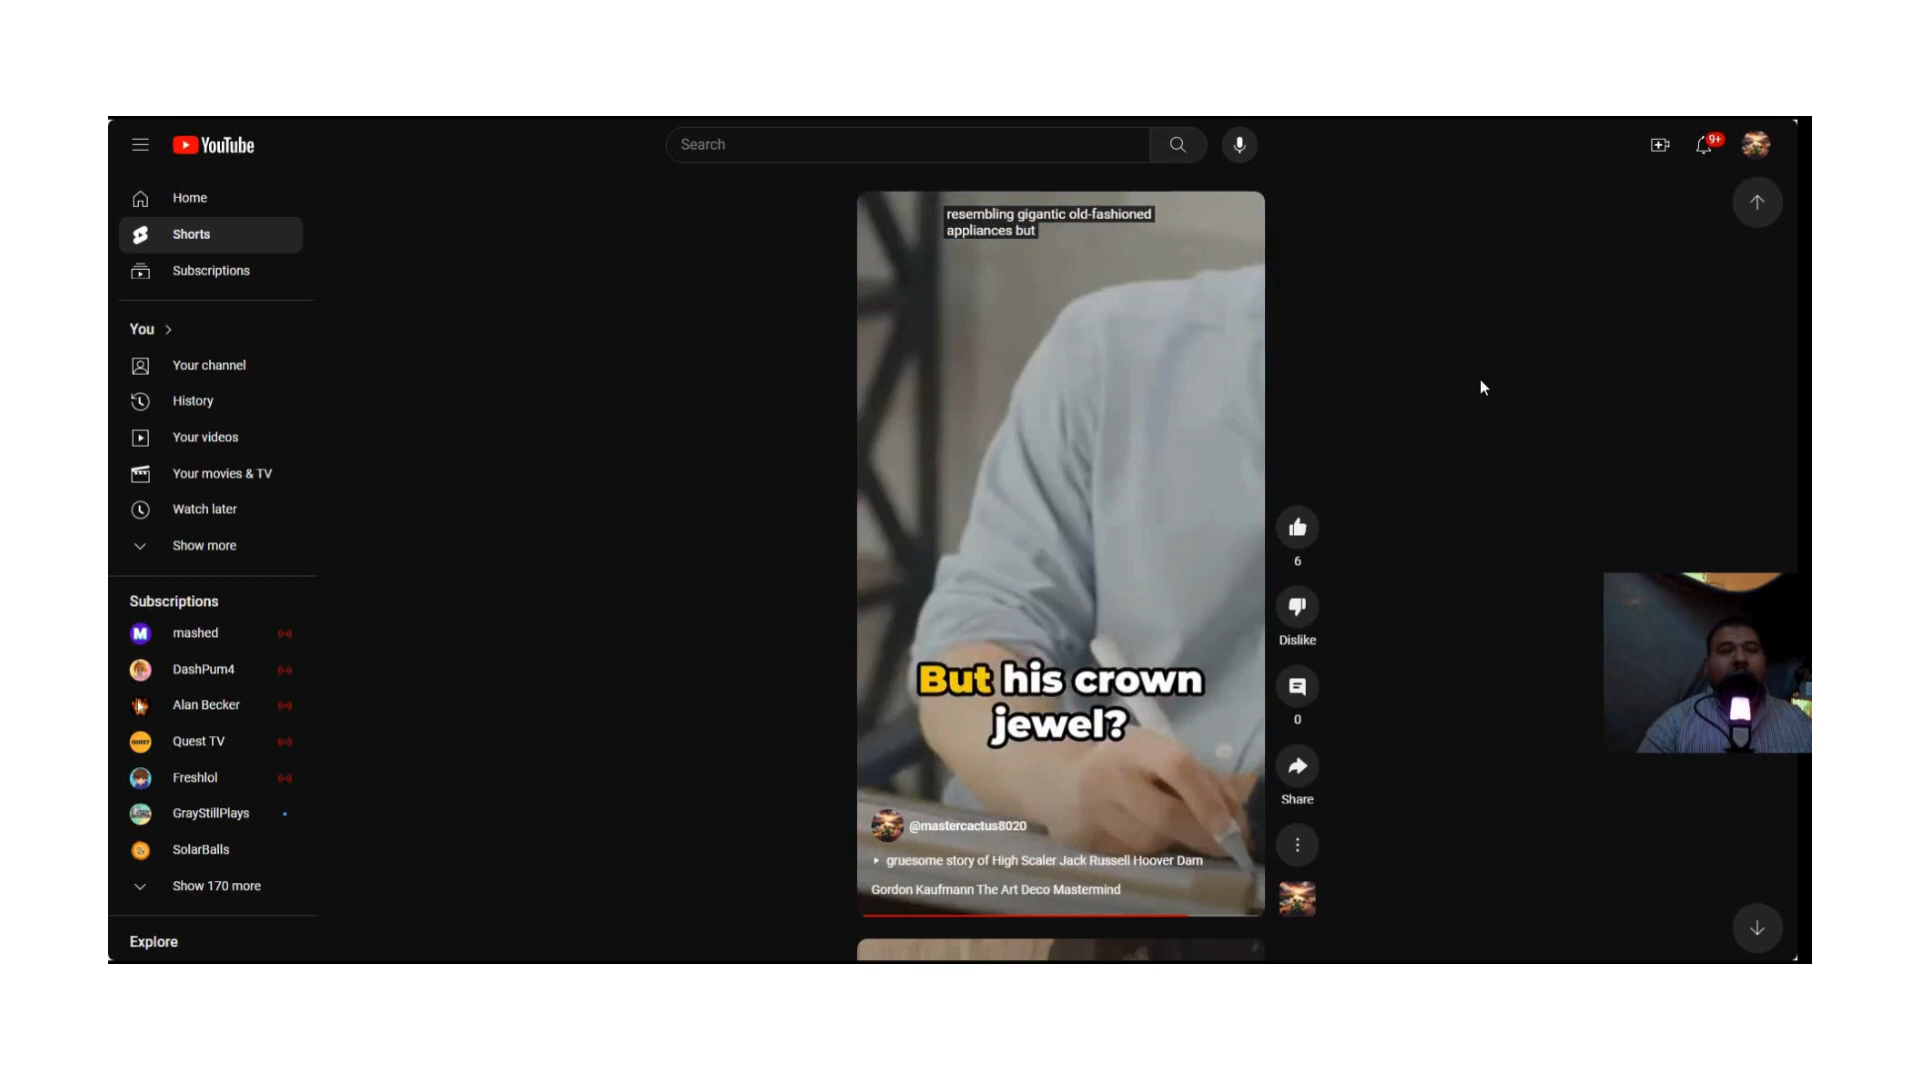 YouTube
Search
9+
Home
Shorts
Subscriptions
You
Your channel
History
Your videos
Your movies & TV
Watch later
Show more
Subscriptions
M mashed
DashPum4
Alan Becker
QUEST Quest TV
Freshlol
GrayStillPlays
SolarBalls
Show 170 more
Explore
resembling gigantic old-fashioned
appliances but
But his crown
jewel?
@mastercactus8020
gruesome story of High Scaler Jack Russell Hoover Dam
Gordon Kaufmann The Art Deco Mastermind
6
Dislike
0
Share